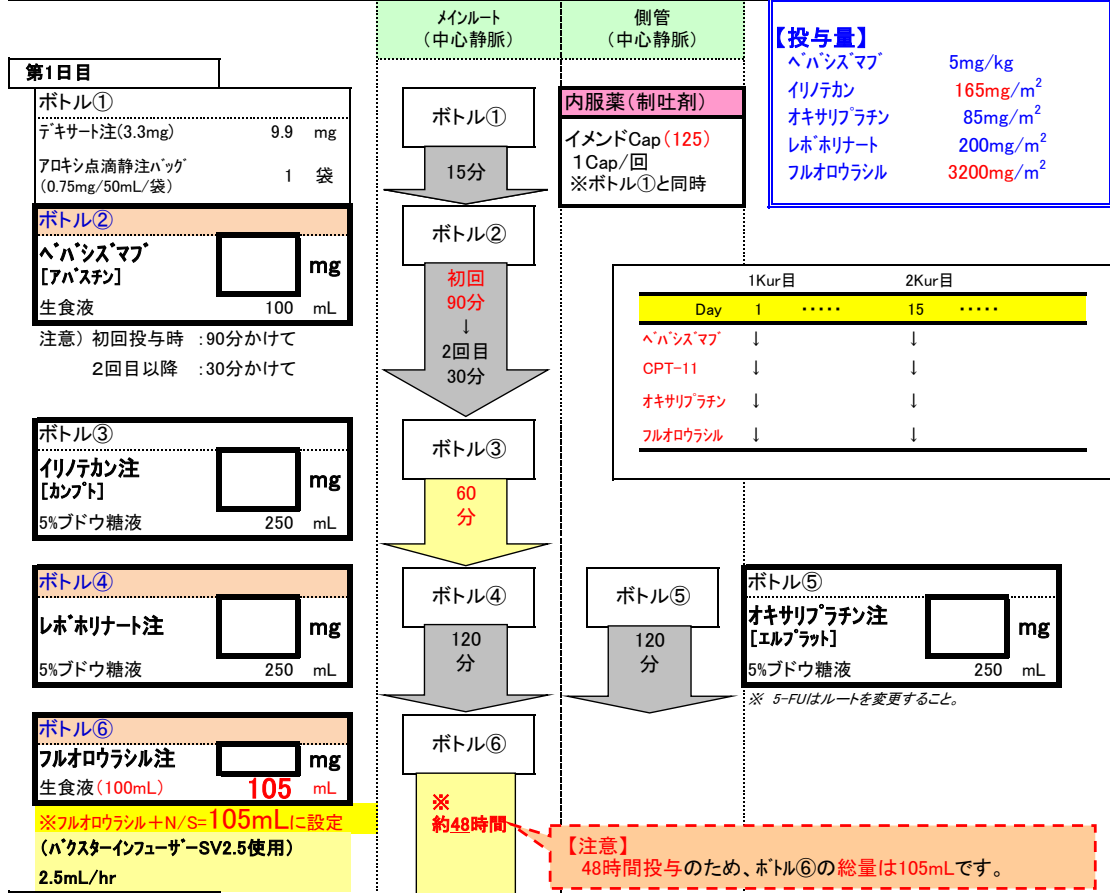 メインルート
（中心静脈）
側管
（中心静脈）
【投与量】
ベバシズマブ 5mg/kg
イリノテカン 165mg/m2
オキサリプラチン 85mg/m2
レボホリナート 200mg/m2
フルオロウラシル 3200mg/m2
第1日目
ボトル①
デキサート注(3.3mg) 9.9 mg
アロキシ点滴静注バッグ
(0.75mg/50mL/袋) 1 袋
ボトル①
15分
内服薬（制吐剤）
イメンドCap（125）
1Cap/回
※ボトル①と同時
ボトル②
ベバシズマブ
[アバスチン] mg
生食液 100 mL
注意）初回投与時 ：90分かけて
2回目以降 ：30分かけて
ボトル②
初回
90分
↓
2回目
30分
1Kur目 2Kur目
Day 1 ‥‥‥ 15 ‥‥‥
ベバシズマブ ↓ ↓
CPT-11 ↓ ↓
オキサリプラチン ↓ ↓
フルオロウラシル ↓ ↓
ボトル③
イリノテカン注
[カンプト] mg
5%ブドウ糖液 250 mL
ボトル③
60
分
ボトル④
レボホリナート注 mg
5%ブドウ糖液 250 mL
ボトル④
120
分
ボトル⑤
120
分
ボトル⑤
オキサリプラチン注
[エルプラット] mg
5%ブドウ糖液 250 mL
※ 5-FUはルートを変更すること。
ボトル⑥
フルオロウラシル注 mg
生食液（100mL） 105 mL
※フルオロウラシル＋N/S=105mLに設定
（バクスターインフューザーSV2.5使用）
2.5mL/hr
ボトル⑥
※
約48時間
【注意】
48時間投与のため、ボトル⑥の総量は105mLです。